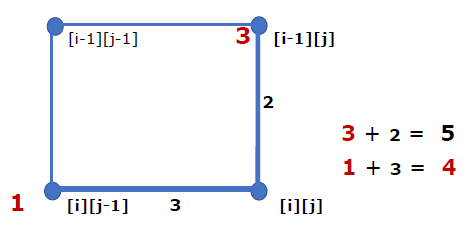 [i-1][j-1]
3 [i-1][j]
2
3 + 2 = 5
1 + 3 = 4
1 [i][j-1] 3 [i][j]